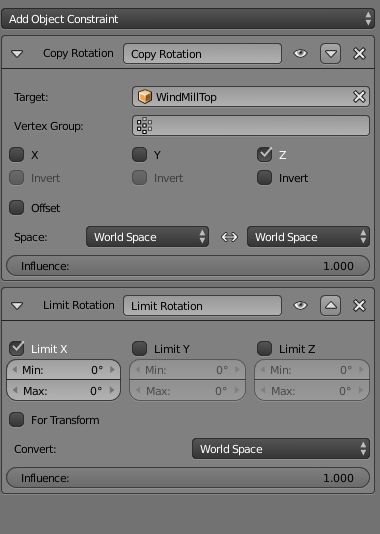 Add Object Constraint
Copy Rotation Copy Rotation
Target: WindMillTop
Vertex Group:
X Y Z
Invert Invert Invert
Offset
Space: World Space World Space
Influence: 1.000
Limit Rotation Limit Rotation
Limit X Limit Y Limit Z
Min: 0° Min: 0° Min: 0°
Max: 0° Max: 0° Max: 0°
For Transform
Convert: World Space
Influence: 1.000